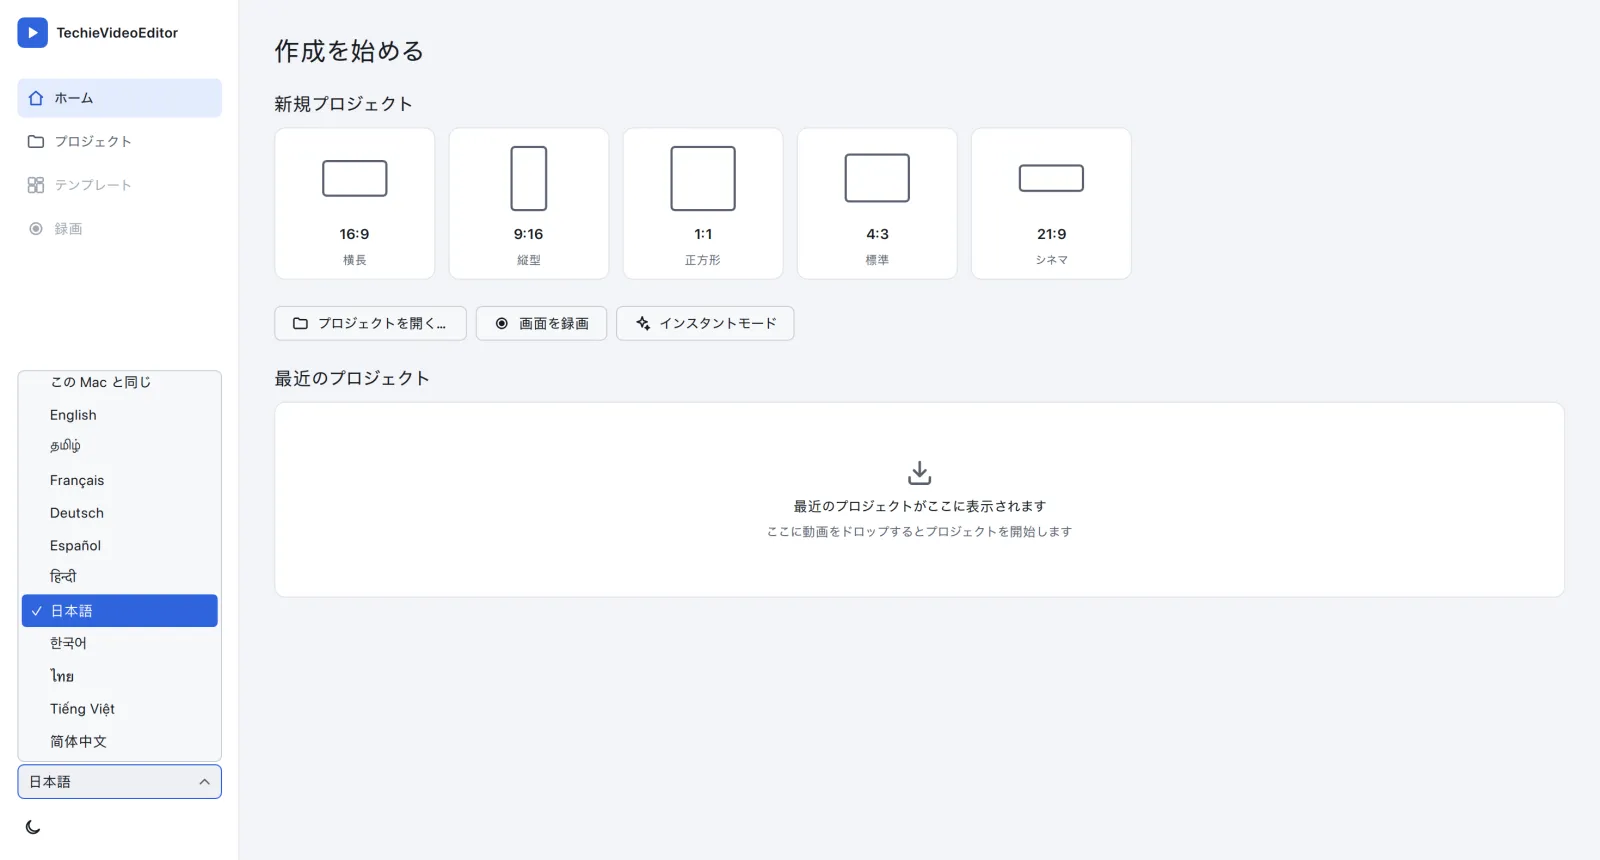 TechieVideoEditor
ホーム
プロジェクト
テンプレート
録画
このMac と同じ
English
தமிழ்
Français
Deutsch
Español
हिन्दी
日本語
한국어
ไทย
Tiếng Việt
简体中文
日本語
作成を始める
新規プロジェクト
16:9
横長
9:16
縦型
1:1
正方形
4:3
標準
21:9
シネマ
プロジェクトを開く...
画面を録画
インスタントモード
最近のプロジェクト
最近のプロジェクトがここに表示されます
ここに動画をドロップするとプロジェクトを開始します